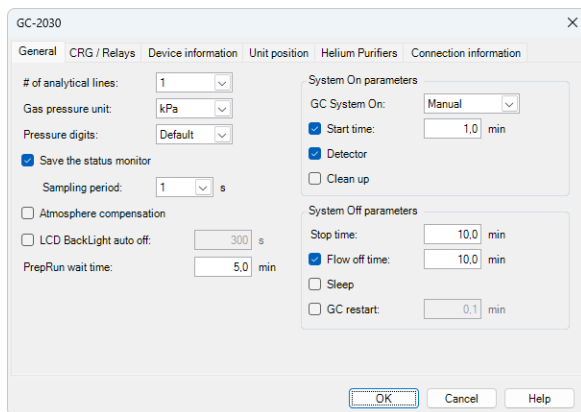 GC-2030
General CRG / Relays Device information Unit position Helium Purifiers Connection information
# of analytical lines: 1
Gas pressure unit: kPa
Pressure digits: Default
Save the status monitor
Sampling period: 1 s
Atmosphere compensation
LCD BackLight auto off: 300 s
PrepRun wait time: 5,0 min
System On parameters
GC System On: Manual
Start time: 1,0 min
Detector
Clean up
System Off parameters
Stop time: 10,0 min
Flow off time: 10,0 min
Sleep
GC restart: 0,1 min
OK Cancel Help